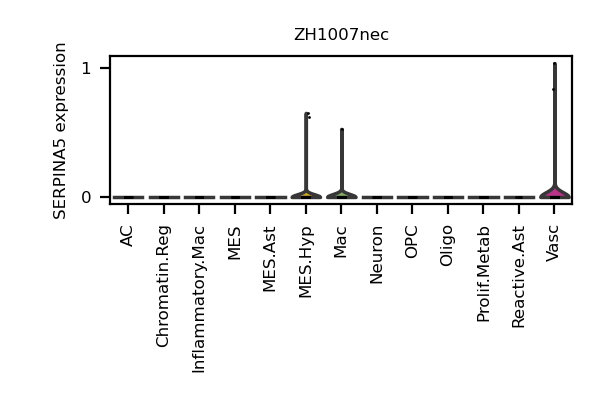 ZH1007nec
SERPINA5 expression
1
0
AC
Chromatin.Reg
Inflammatory.Mac
MES
MES.Ast
MES.Hyp
Mac
Neuron
OPC
Oligo
Prolif.Metab
Reactive.Ast
Vasc